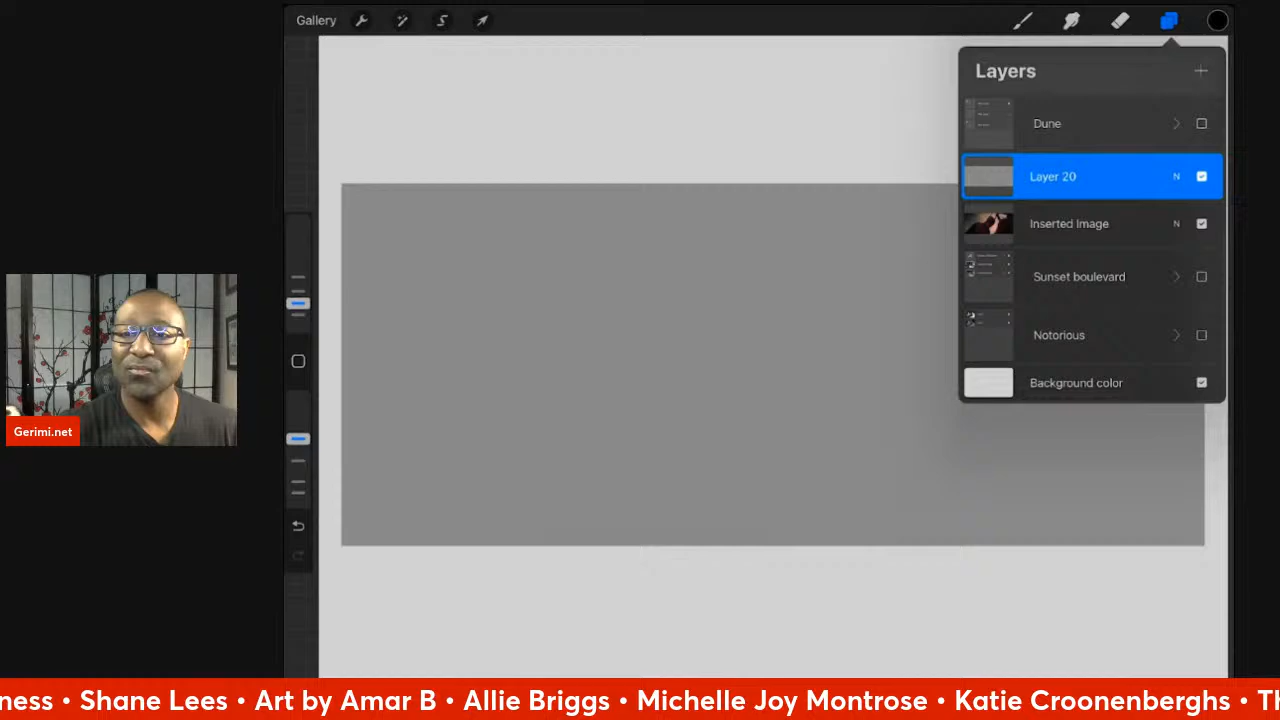 Gallery
Layers
Dune
Layer 20 N
Inserted Image N
Sunset boulevard
Notorious
Background color
Gerimi.net
ness • Shane Lees • Art by Amar B • Allie Briggs • Michelle Joy Montrose • Katie Croonenberghs •